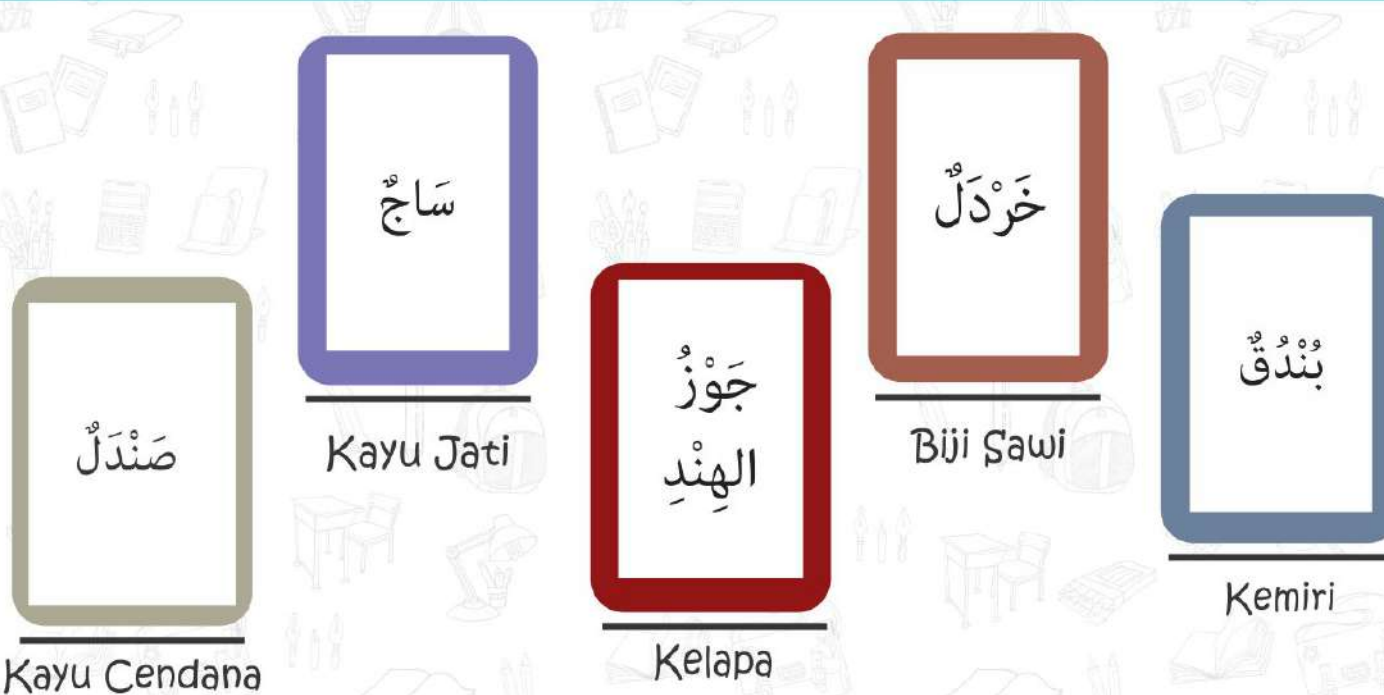 صَنْدَلٌ
Kayu Cendana
سَاجٌ
Kayu Jati
جَوْزُ
الهِنْدِ
Kelapa
خَرْدَلٌ
Biji Sawi
بُنْدُقٌ
Kemiri